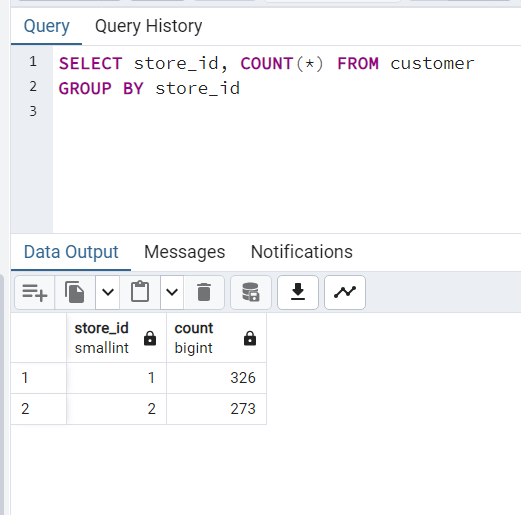 Query Query History
1 SELECT store_id, COUNT(*) FROM customer
2 GROUP BY store_id
3
Data Output Messages Notifications
store_id count
smallint bigint
1 1 326
2 2 273